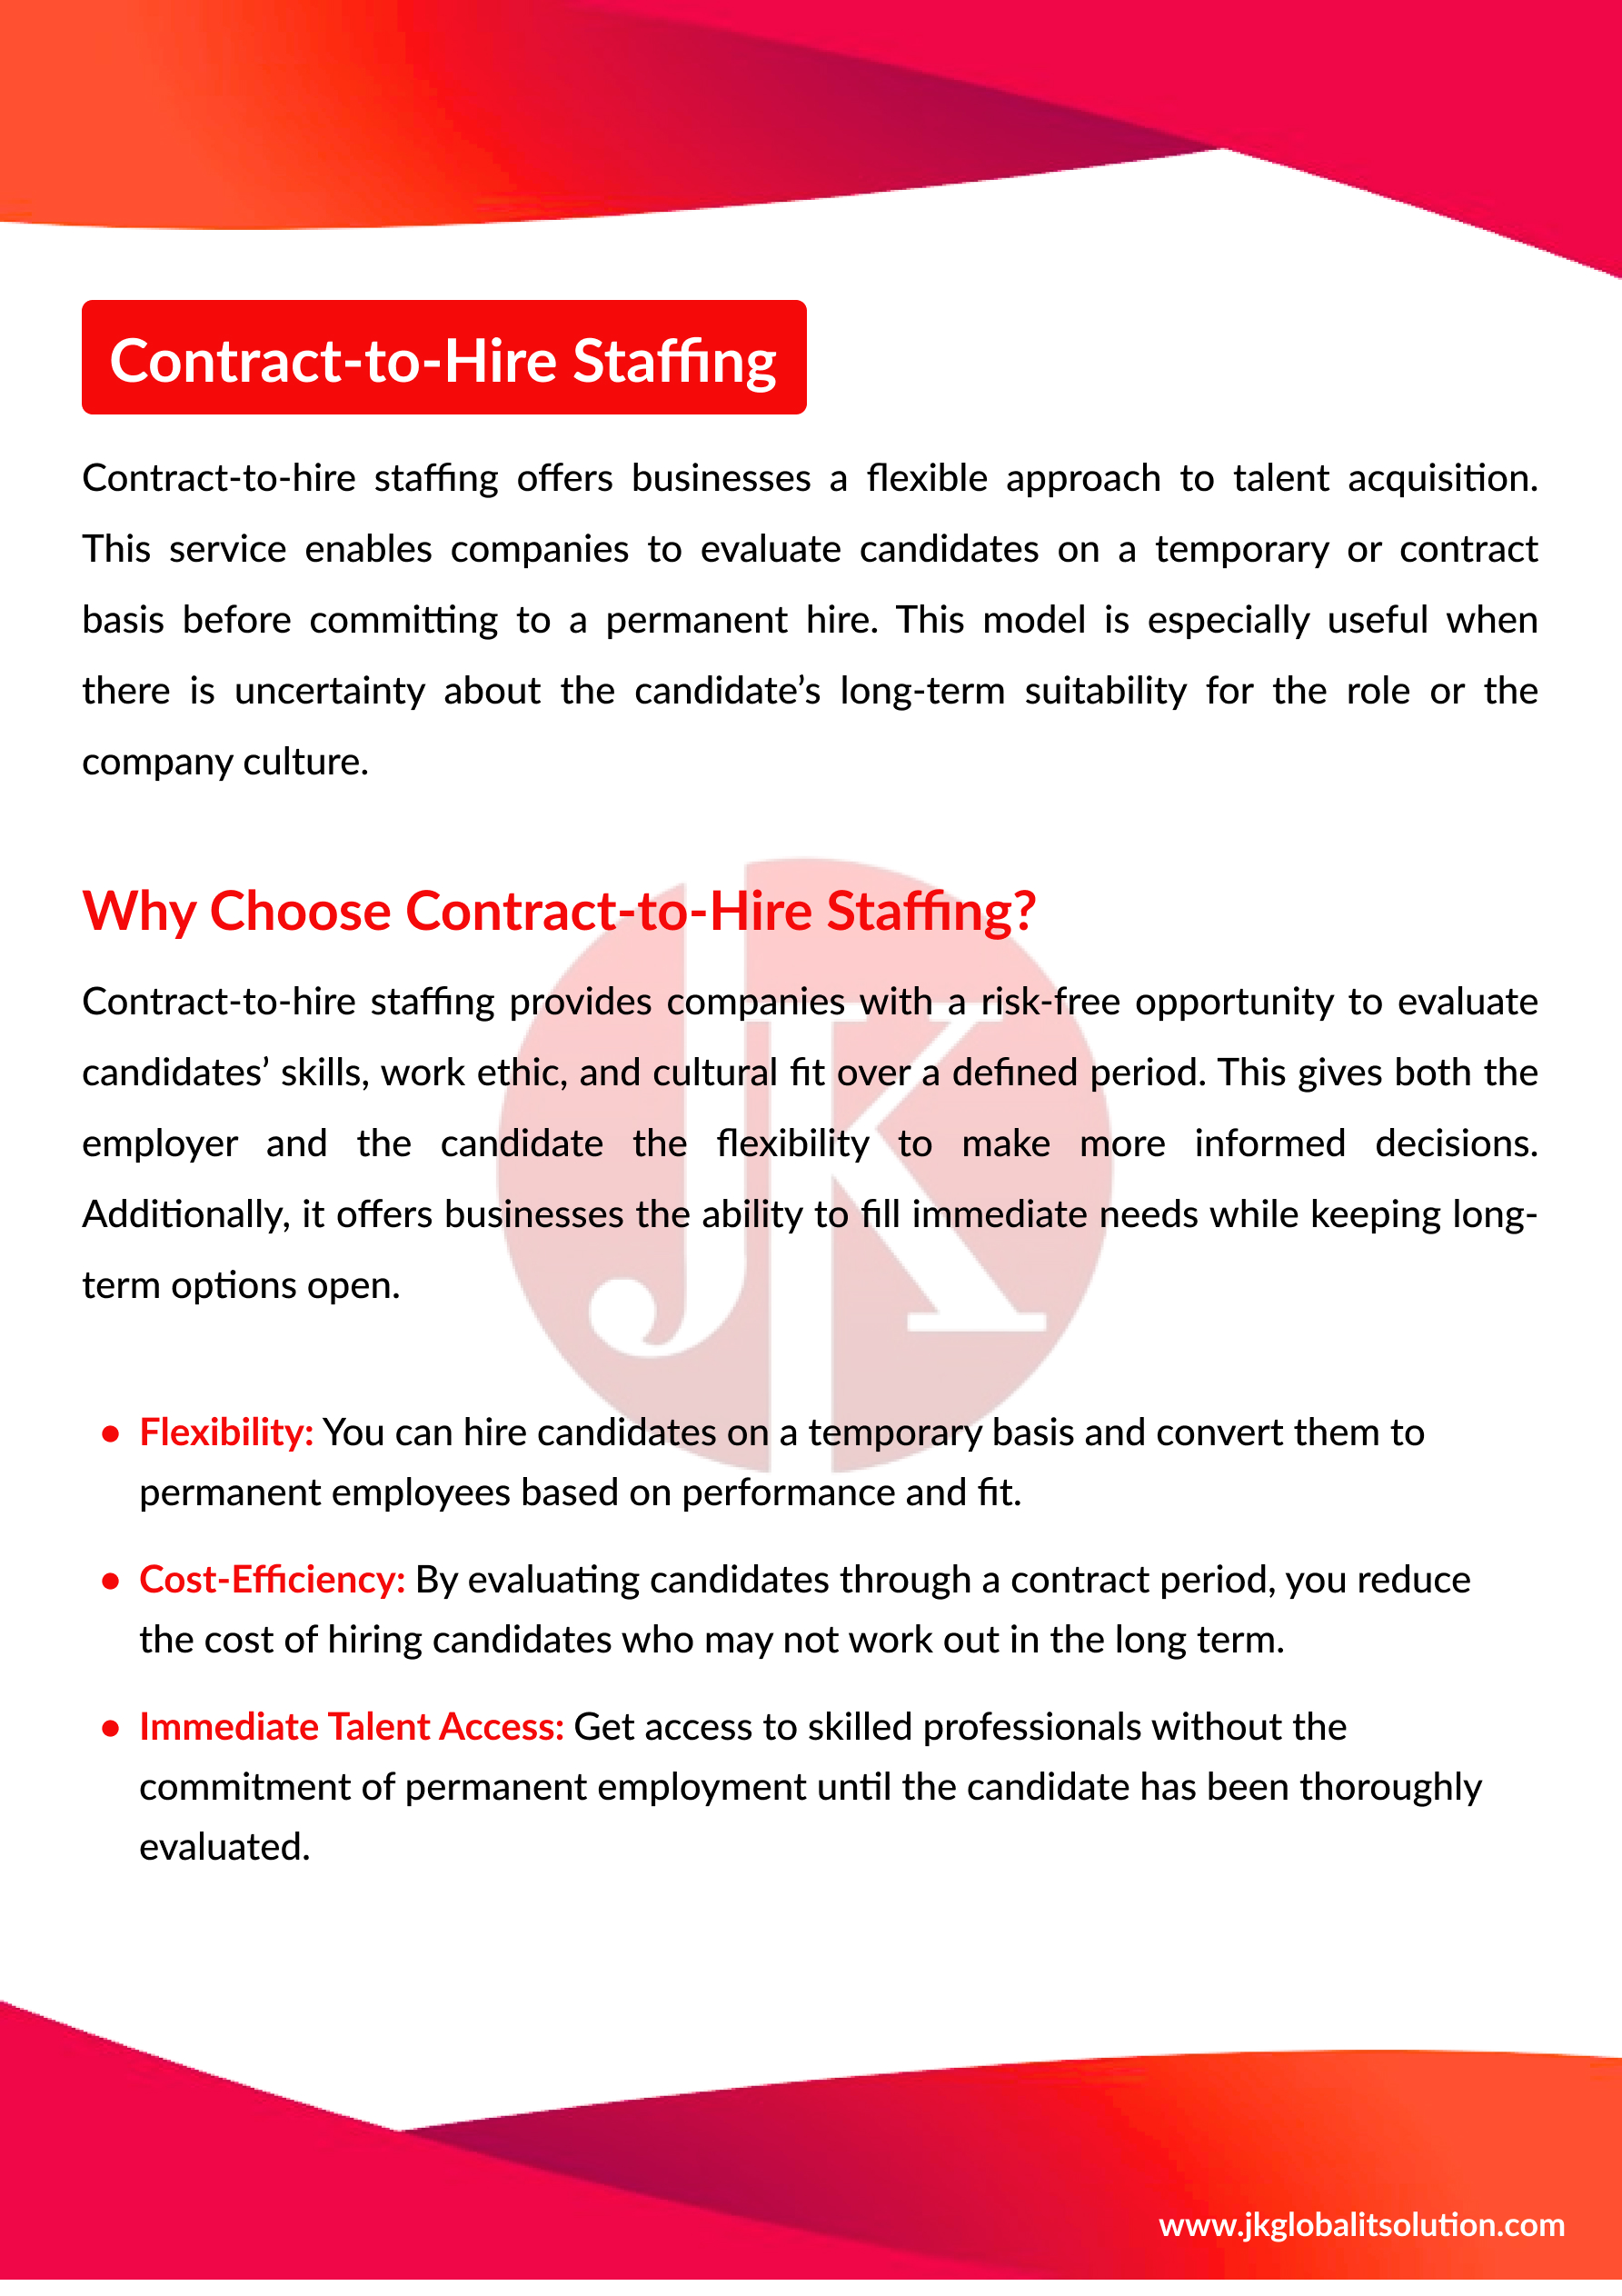 Contract-to-Hire Staffing
Contract-to-hire staffing offers businesses a flexible approach to talent acquisition.
This service enables companies to evaluate candidates on a temporary or contract
basis before committing to a permanent hire. This model is especially useful when
there is uncertainty about the candidate’s long-term suitability for the role or the
company culture.
Why Choose Contract-to-Hire Staffing?
Contract-to-hire staffing provides companies with a risk-free opportunity to evaluate
candidates’ skills, work ethic, and cultural fit over a defined period. This gives both the
employer and the candidate the flexibility to make more informed decisions.
Additionally, it offers businesses the ability to fill immediate needs while keeping long-
term options open.
JK
• Flexibility: You can hire candidates on a temporary basis and convert them to
permanent employees based on performance and fit.
• Cost-Efficiency: By evaluating candidates through a contract period, you reduce
the cost of hiring candidates who may not work out in the long term.
• Immediate Talent Access: Get access to skilled professionals without the
commitment of permanent employment until the candidate has been thoroughly
evaluated.
www.jkglobalitsolution.com